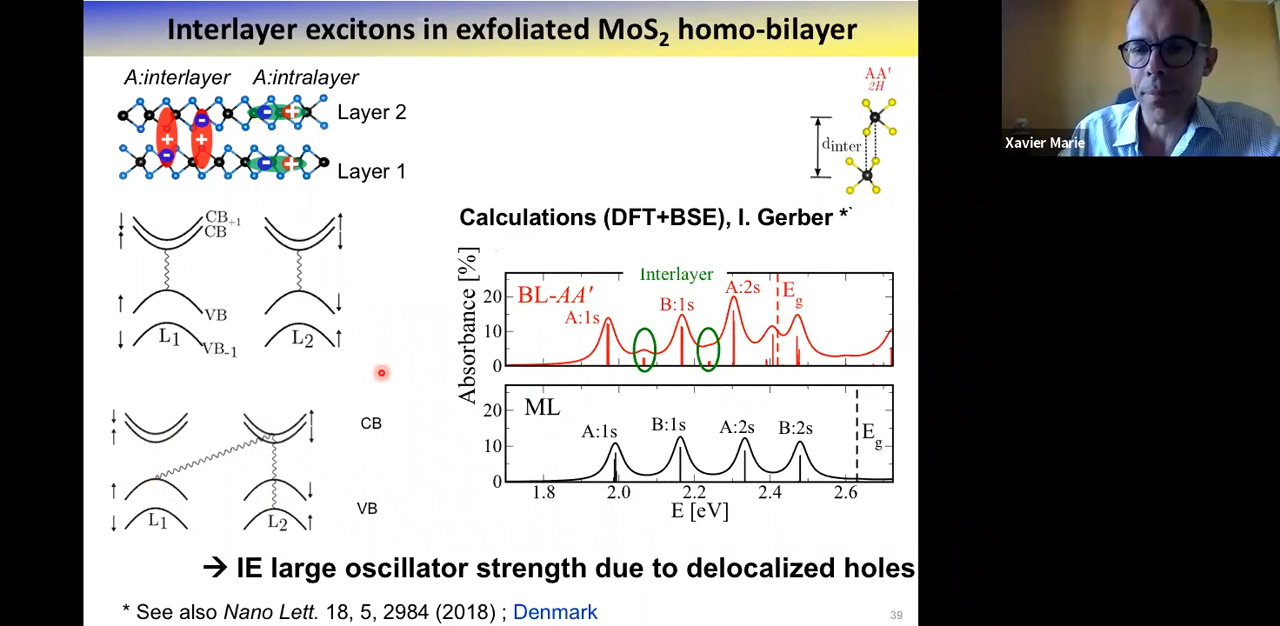 Interlayer excitons in exfoliated MoS₂ homo-bilayer
A:interlayer A:intralayer
Layer 2
Layer 1
- - +
+ +
- - +
AA'
2H
d_inter
Xavier Marie
CB+1
CB
VB
VB-1
L1
L2
Calculations (DFT+BSE), I. Gerber *`
Absorbance [%]
Interlayer
BL-AA'
A:1s
B:1s
A:2s
Eg
20
10
0
ML
A:1s
B:1s
A:2s
B:2s
Eg
20
10
0
1.8 2.0 2.2 2.4 2.6
E [eV]
CB
VB
L1
L2
→ IE large oscillator strength due to delocalized holes
* See also Nano Lett. 18, 5, 2984 (2018) ; Denmark
39